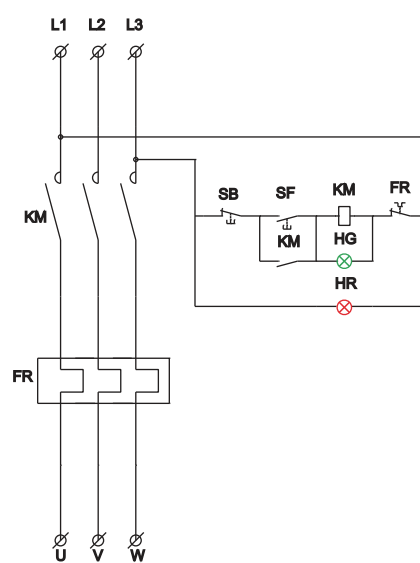 L1 L2 L3
SB SF KM FR
KM KM HG
HR
FR
U V W